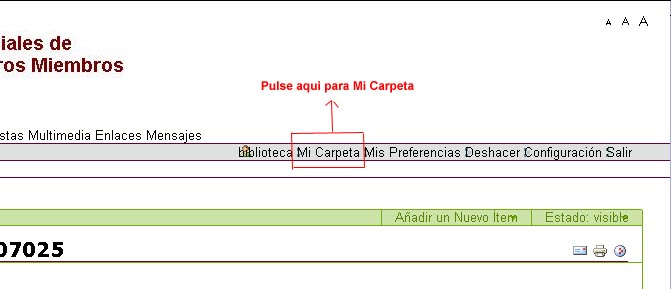 A A A
iales de
ros Miembros
Pulse aqui para Mi Carpeta
stas Multimedia Enlaces Mensajes
biblioteca Mi Carpeta Mis Preferencias Deshacer Configuración Salir
Añadir un Nuevo Ítem Estado: visible
07025